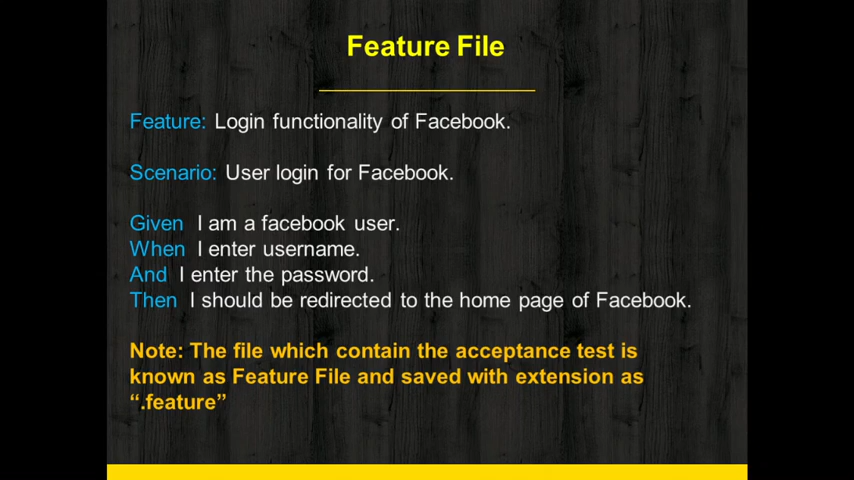 Feature File
Feature: Login functionality of Facebook.
Scenario: User login for Facebook.
Given I am a facebook user.
When I enter username.
And I enter the password.
Then I should be redirected to the home page of Facebook.
Note: The file which contain the acceptance test is
known as Feature File and saved with extension as
“.feature”